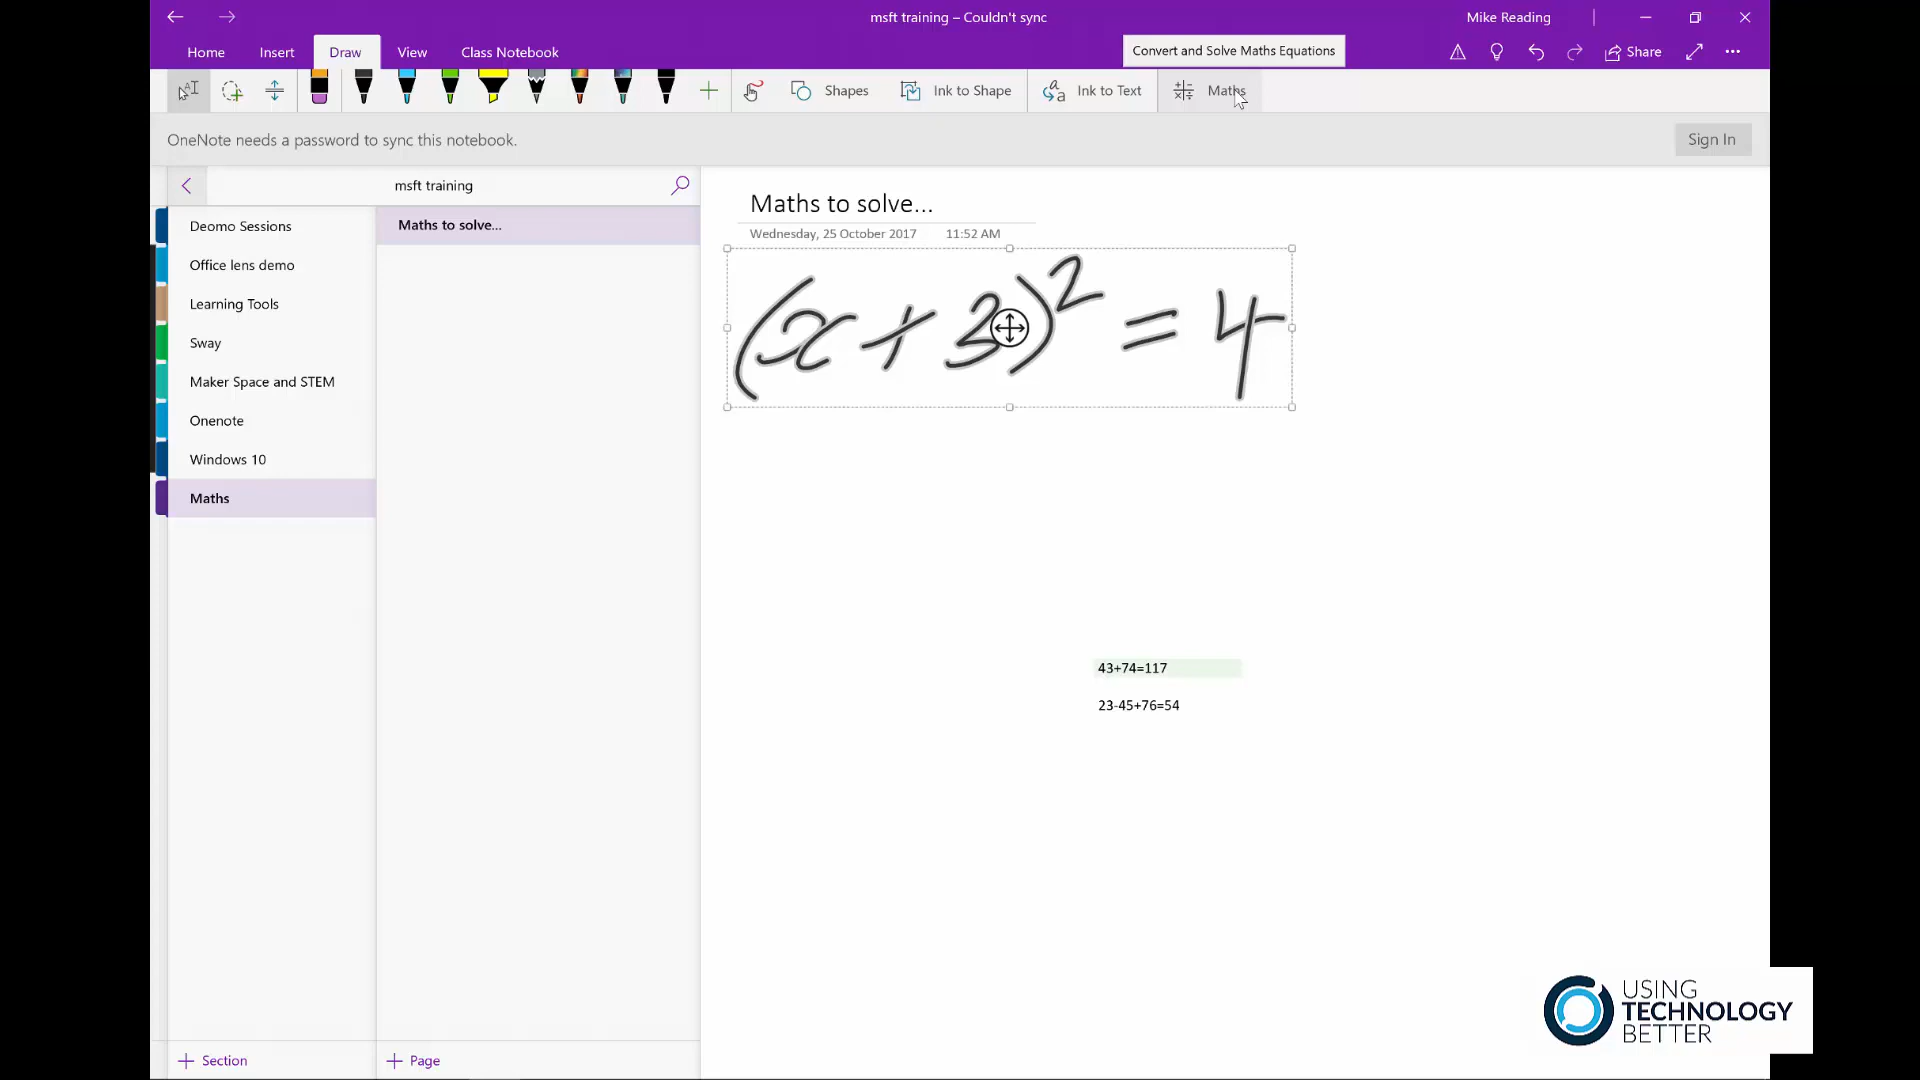 msft training – Couldn't sync
Mike Reading
Home Insert Draw View Class Notebook
Convert and Solve Maths Equations
Share
Shapes Ink to Shape Ink to Text Maths
OneNote needs a password to sync this notebook.
Sign In
msft training
Deomo Sessions
Office lens demo
Learning Tools
Sway
Maker Space and STEM
Onenote
Windows 10
Maths
Maths to solve...
Maths to solve...
Wednesday, 25 October 2017 11:52 AM
(x+3)² = 4
43+74=117
23-45+76=54
+ Section
+ Page
USING
TECHNOLOGY
BETTER